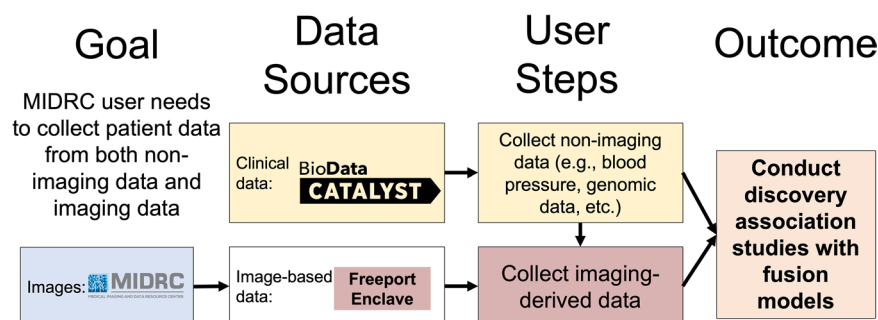 Goal
Data
Sources
User
Steps
Outcome
MIDRC user needs
to collect patient data
from both non-
imaging data and
imaging data
Clinical
data:
BioData
CATALYST
Collect non-imaging
data (e.g., blood
pressure, genomic
data, etc.)
Conduct
discovery
association
studies with
fusion
models
Images:
MIDRC
MEDICAL IMAGING AND DATA RESOURCE CENTER
Image-based
data:
Freeport
Enclave
Collect imaging-
derived data